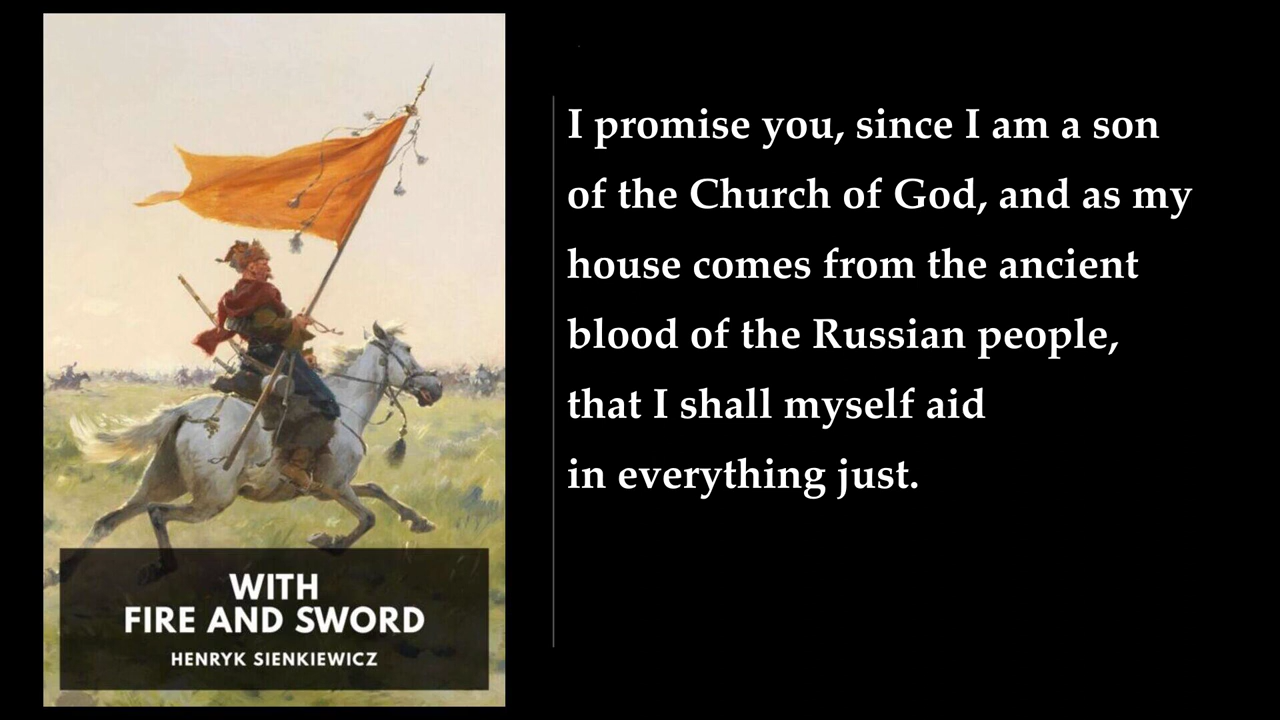 WITH
FIRE AND SWORD
HENRYK SIENKIEWICZ
I promise you, since I am a son
of the Church of God, and as my
house comes from the ancient
blood of the Russian people,
that I shall myself aid
in everything just.